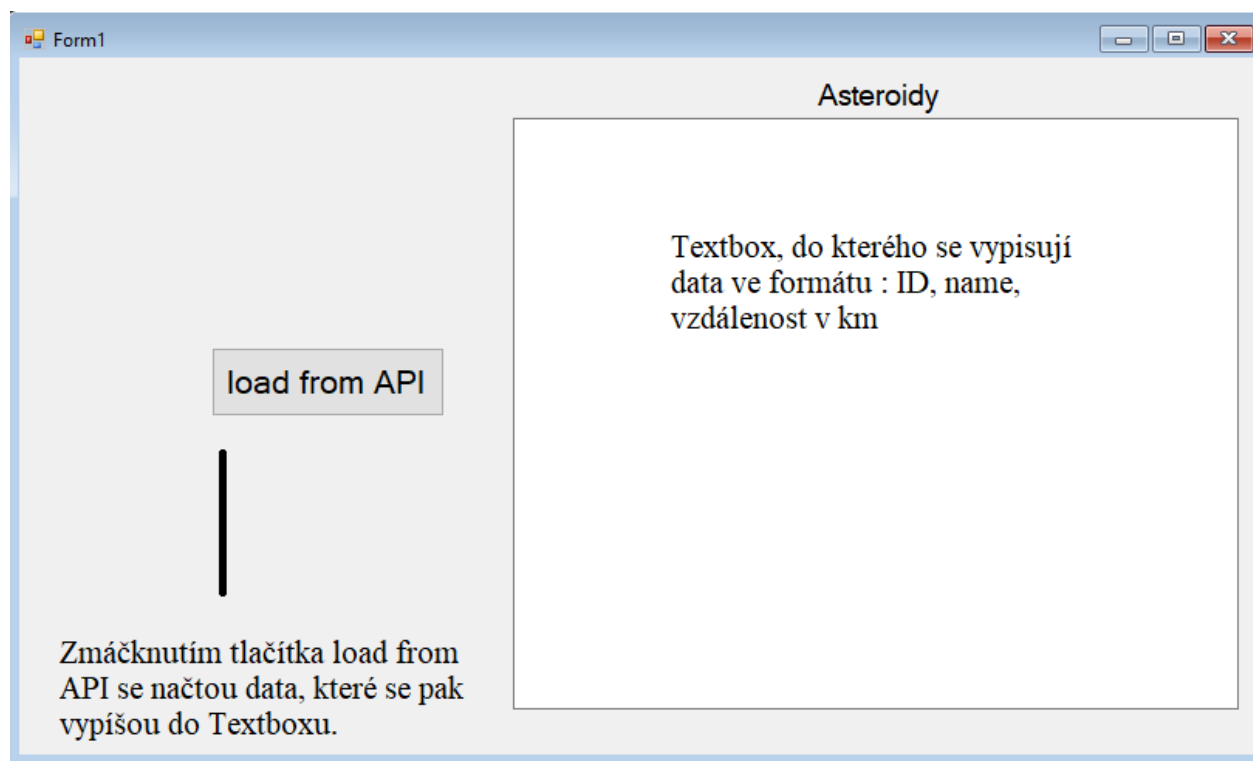 Form1
Asteroidy
Textbox, do kterého se vypisují
data ve formátu : ID, name,
vzdálenost v km
load from API
Zmáčknutím tlačítka load from
API se načtou data, které se pak
vypíšou do Textboxu.